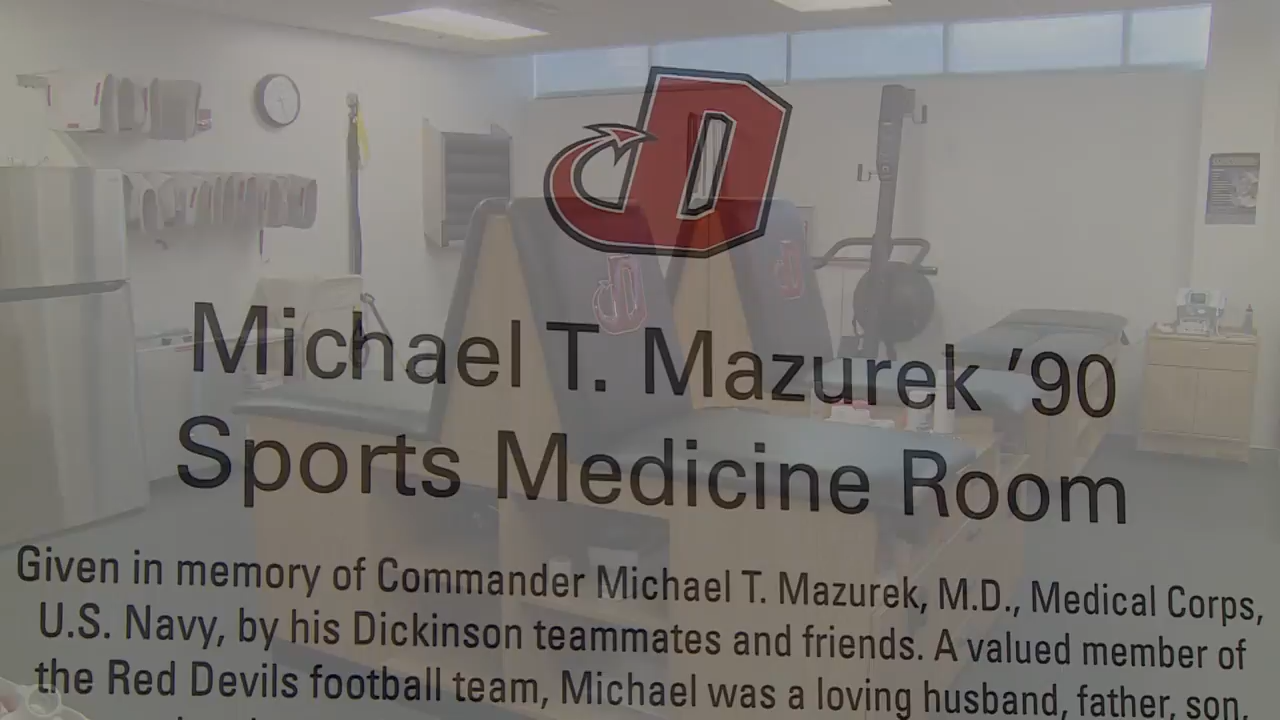 D
Michael T. Mazurek ’90
Sports Medicine Room
Given in memory of Commander Michael T. Mazurek, M.D., Medical Corps,
U.S. Navy, by his Dickinson teammates and friends. A valued member of
the Red Devils football team, Michael was a loving husband, father, son,